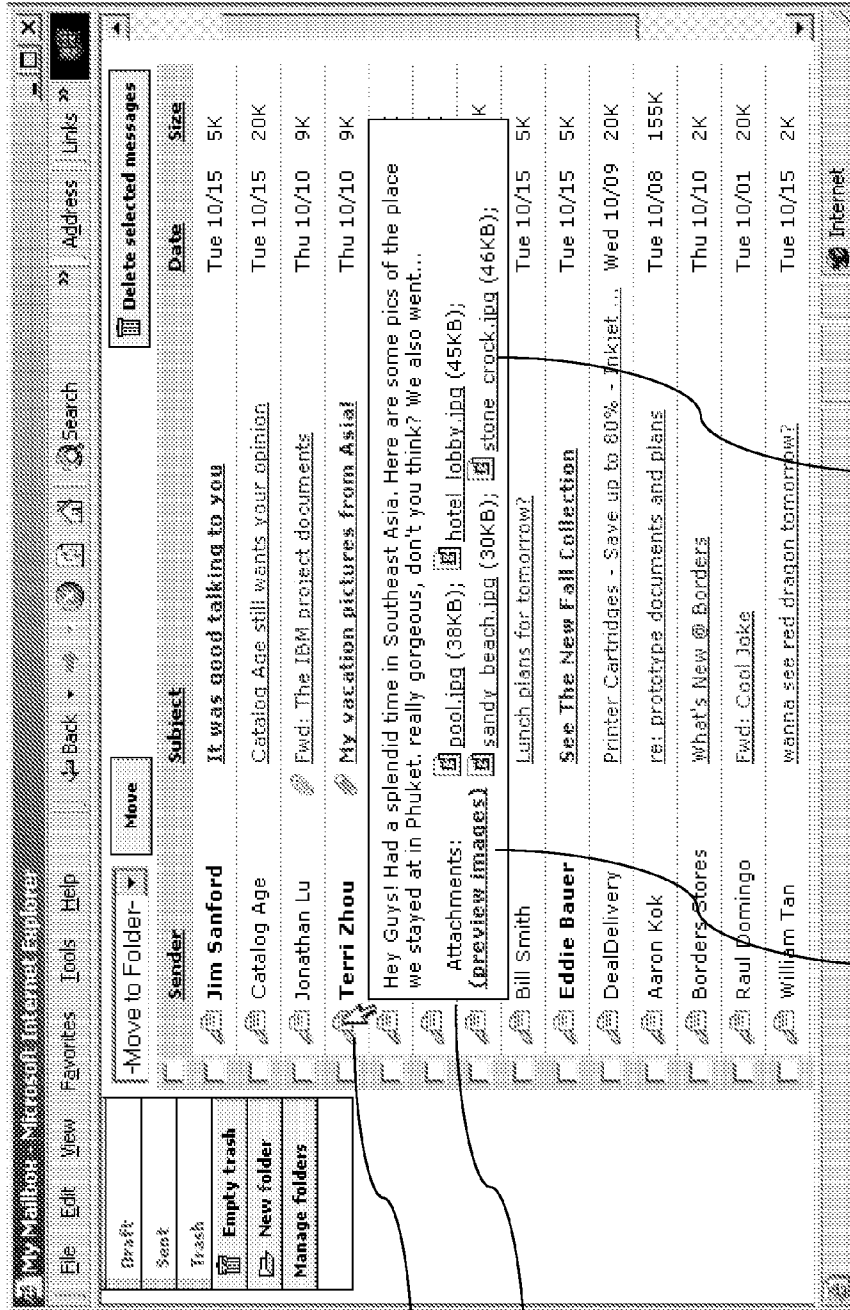 My Mailbox - Microsoft Internet Explorer
File Edit View Favorites Tools Help
Back Search
Address Links
Draft
Sent
Trash
Empty trash
New folder
Manage folders
-Move to Folder- Move Delete selected messages
Sender Subject Date Size
Jim Sanford It was good talking to you Tue 10/15 5K
Catalog Age Catalog Age still wants your opinion Tue 10/15 20K
Jonathan Lu Fwd: The IBM project documents Thu 10/10 9K
Terri Zhou My vacation pictures from Asia! Thu 10/10 9K
Hey Guys! Had a splendid time in Southeast Asia. Here are some pics of the place
we stayed at in Phuket. really gorgeous, don't you think? We also went...
Attachments: pool.jpg (38KB); hotel_lobby.jpg (45KB);
(preview images) sandy_beach.jpg (30KB); stone_crock.jpg (46KB);
K
Bill Smith Lunch plans for tomorrow? Tue 10/15 5K
Eddie Bauer See The New Fall Collection Tue 10/15 5K
DealDelivery Printer Cartridges - Save up to 80% - Inkjet ... Wed 10/09 20K
Aaron Kok re: prototype documents and plans Tue 10/08 155K
Borders Stores What's New @ Borders Thu 10/10 2K
Raul Domingo Fwd: Cool Joke Tue 10/01 20K
William Tan wanna see red dragon tomorrow? Tue 10/15 2K
Internet